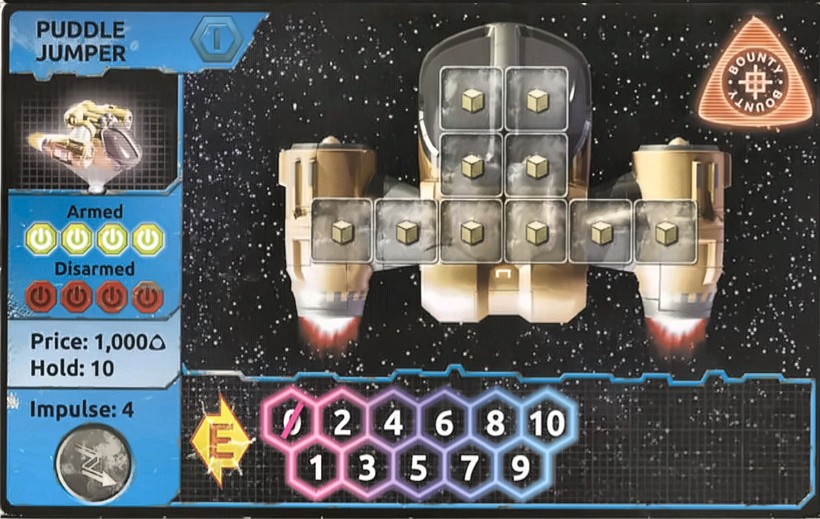 PUDDLE
JUMPER
I
BOUNTY
BOUNTY
Armed
Disarmed
Price: 1,000
Hold: 10
Impulse: 4
E
0 2 4 6 8 10
1 3 5 7 9